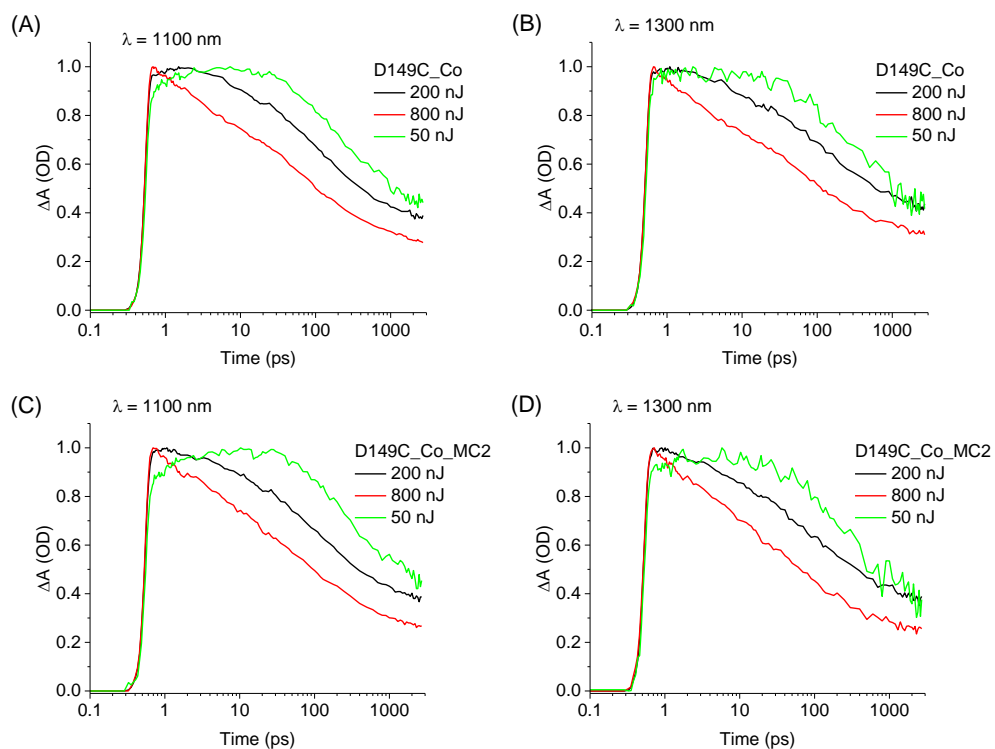 (A)
λ = 1100 nm
D149C_Co
200 nJ
800 nJ
50 nJ
1.0
0.8
0.6
0.4
0.2
0.0
ΔA (OD)
0.1 1 10 100 1000
Time (ps)
(B)
λ = 1300 nm
D149C_Co
200 nJ
800 nJ
50 nJ
1.0
0.8
0.6
0.4
0.2
0.0
ΔA (OD)
0.1 1 10 100 1000
Time (ps)
(C)
λ = 1100 nm
D149C_Co_MC2
200 nJ
800 nJ
50 nJ
1.0
0.8
0.6
0.4
0.2
0.0
ΔA (OD)
0.1 1 10 100 1000
Time (ps)
(D)
λ = 1300 nm
D149C_Co_MC2
200 nJ
800 nJ
50 nJ
1.0
0.8
0.6
0.4
0.2
0.0
ΔA (OD)
0.1 1 10 100 1000
Time (ps)